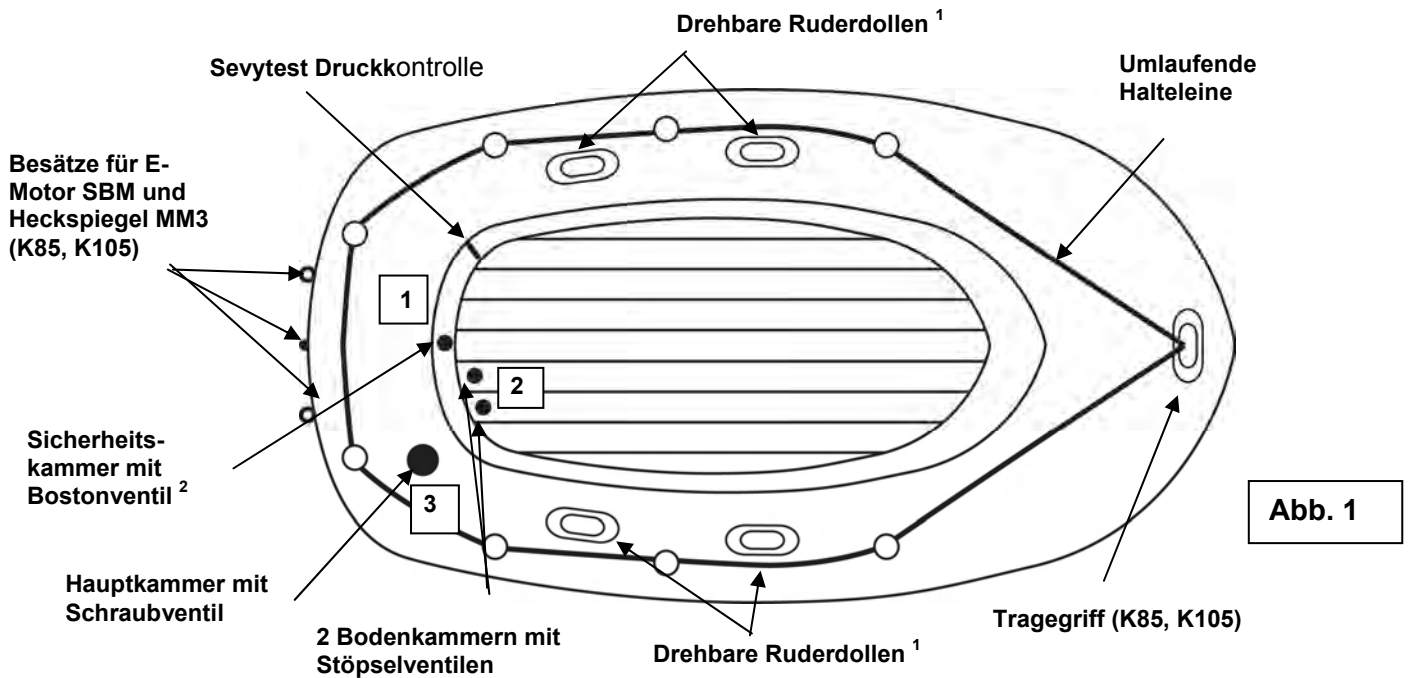 Drehbare Ruderdollen 1
Sevytest Druckkontrolle
Umlaufende
Halteleine
Besätze für E-
Motor SBM und
Heckspiegel MM3
(K85, K105)
1
2
Sicherheits-
kammer mit
Bostonventil 2
3
Abb. 1
Hauptkammer mit
Schraubventil
2 Bodenkammern mit
Stöpselventilen
Drehbare Ruderdollen 1
Tragegriff (K85, K105)